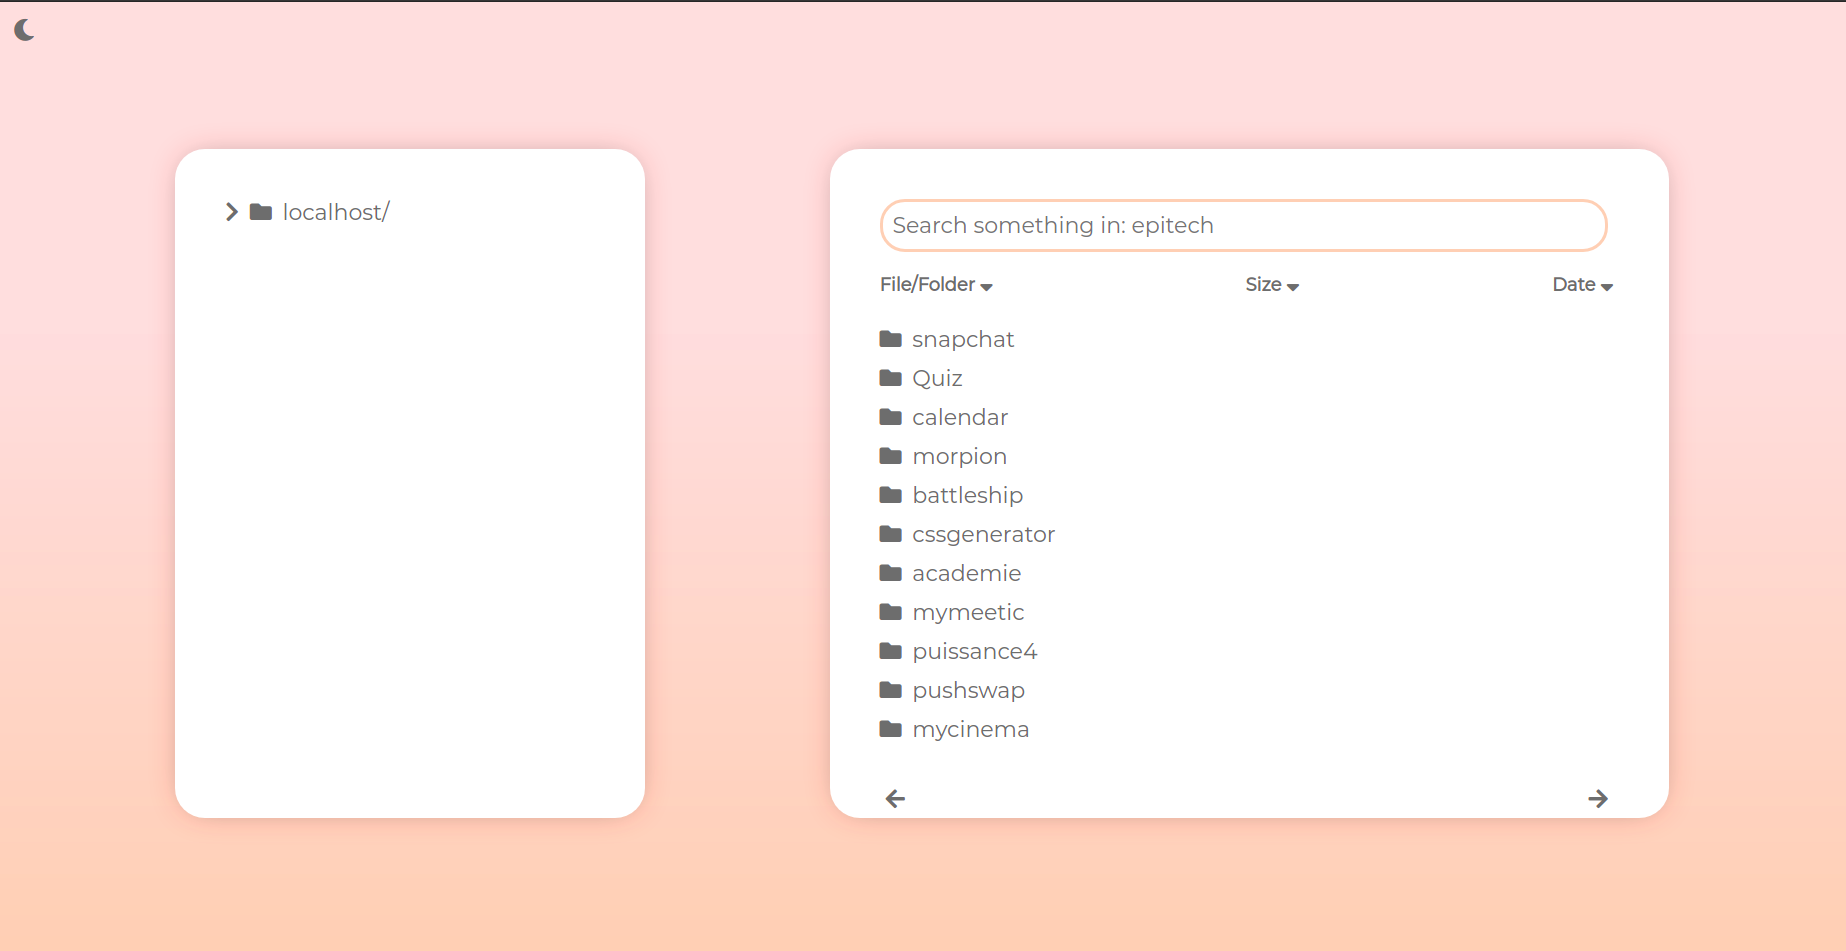 localhost/
Search something in: epitech
File/Folder Size Date
snapchat
Quiz
calendar
morpion
battleship
cssgenerator
academie
mymeetic
puissance4
pushswap
mycinema